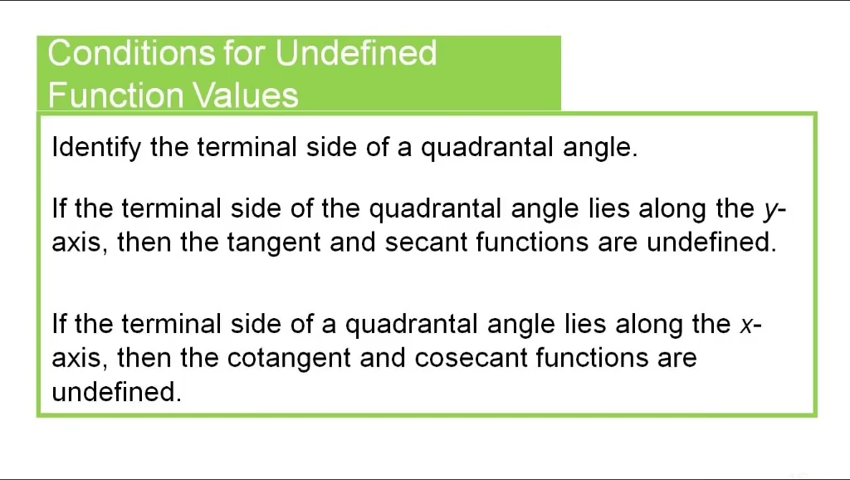 Conditions for Undefined
Function Values
Identify the terminal side of a quadrantal angle.
If the terminal side of the quadrantal angle lies along the y-
axis, then the tangent and secant functions are undefined.
If the terminal side of a quadrantal angle lies along the x-
axis, then the cotangent and cosecant functions are
undefined.